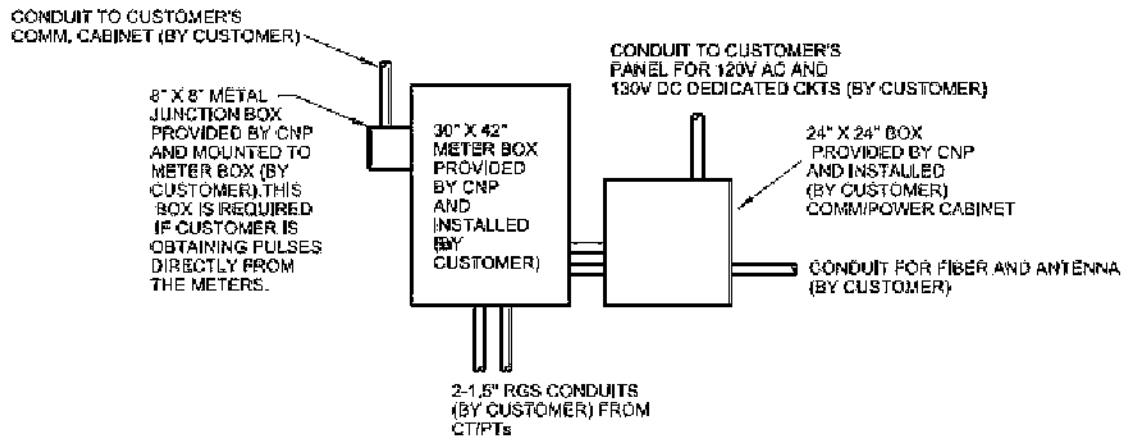 CONDUIT TO CUSTOMER'S
COMM. CABINET (BY CUSTOMER)
8" X 8" METAL
JUNCTION BOX
PROVIDED BY CNP
AND MOUNTED TO
METER BOX (BY
CUSTOMER).THIS
BOX IS REQUIRED
IF CUSTOMER IS
OBTAINING PULSES
DIRECTLY FROM
THE METERS.
30" X 42"
METER BOX
PROVIDED
BY CNP
AND
INSTALLED
(BY
CUSTOMER)
CONDUIT TO CUSTOMER'S
PANEL FOR 120V AC AND
130V DC DEDICATED CKTS (BY CUSTOMER)
24" X 24" BOX
PROVIDED BY CNP
AND INSTALLED
(BY CUSTOMER)
COMM/POWER CABINET
CONDUIT FOR FIBER AND ANTENNA
(BY CUSTOMER)
2-1.5" RGS CONDUITS
(BY CUSTOMER) FROM
CT/PTs